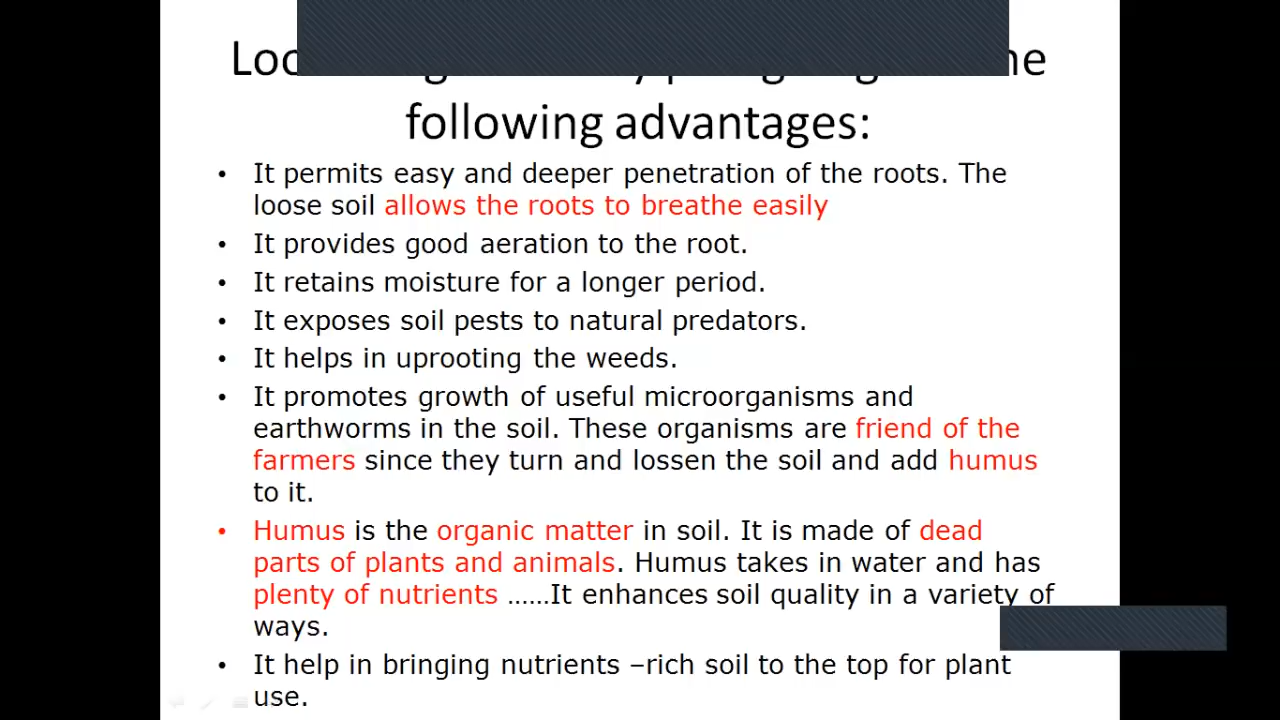 following advantages:
• It permits easy and deeper penetration of the roots. The
loose soil allows the roots to breathe easily
• It provides good aeration to the root.
• It retains moisture for a longer period.
• It exposes soil pests to natural predators.
• It helps in uprooting the weeds.
• It promotes growth of useful microorganisms and
earthworms in the soil. These organisms are friend of the
farmers since they turn and lossen the soil and add humus
to it.
• Humus is the organic matter in soil. It is made of dead
parts of plants and animals. Humus takes in water and has
plenty of nutrients ……It enhances soil quality in a variety of
ways.
• It help in bringing nutrients –rich soil to the top for plant
use.